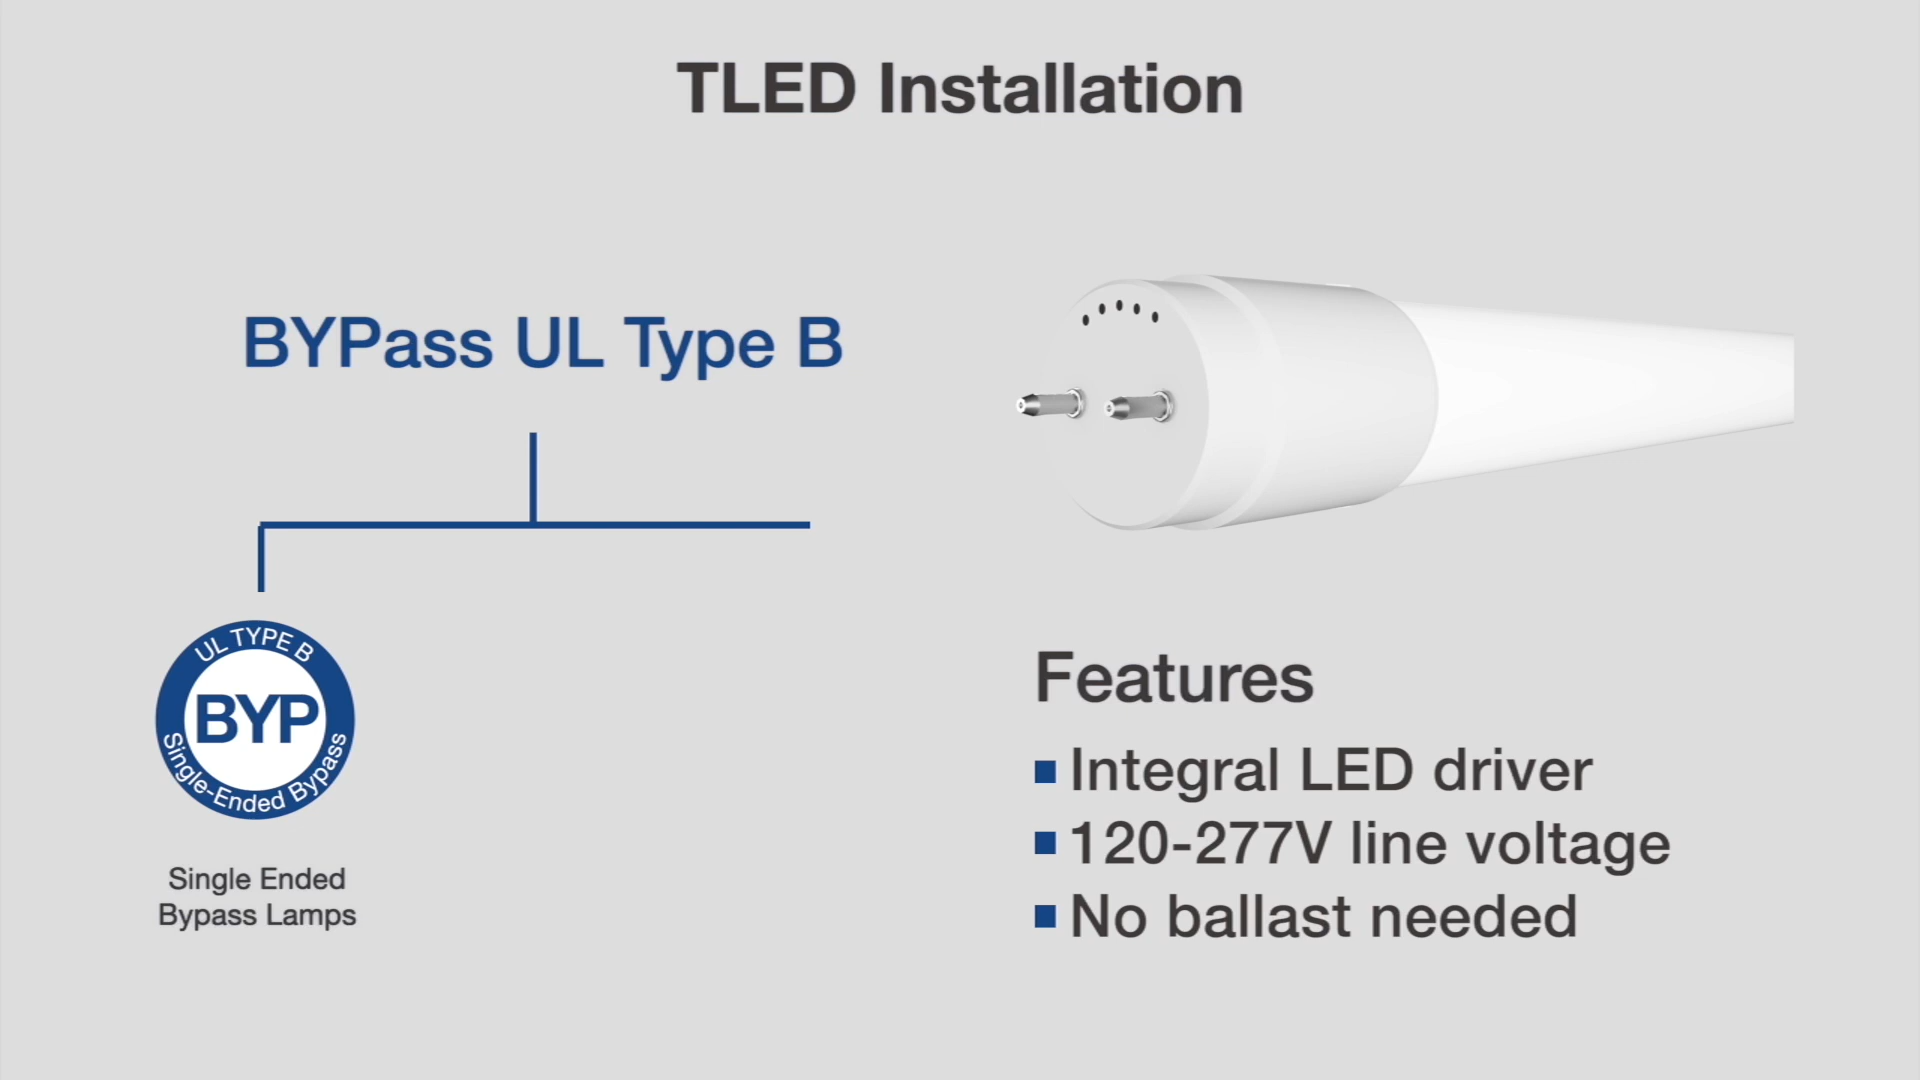 TLED Installation
BYPass UL Type B
UL TYPE B
BYP
Single-Ended Bypass
Single Ended
Bypass Lamps
Features
Integral LED driver
120-277V line voltage
No ballast needed